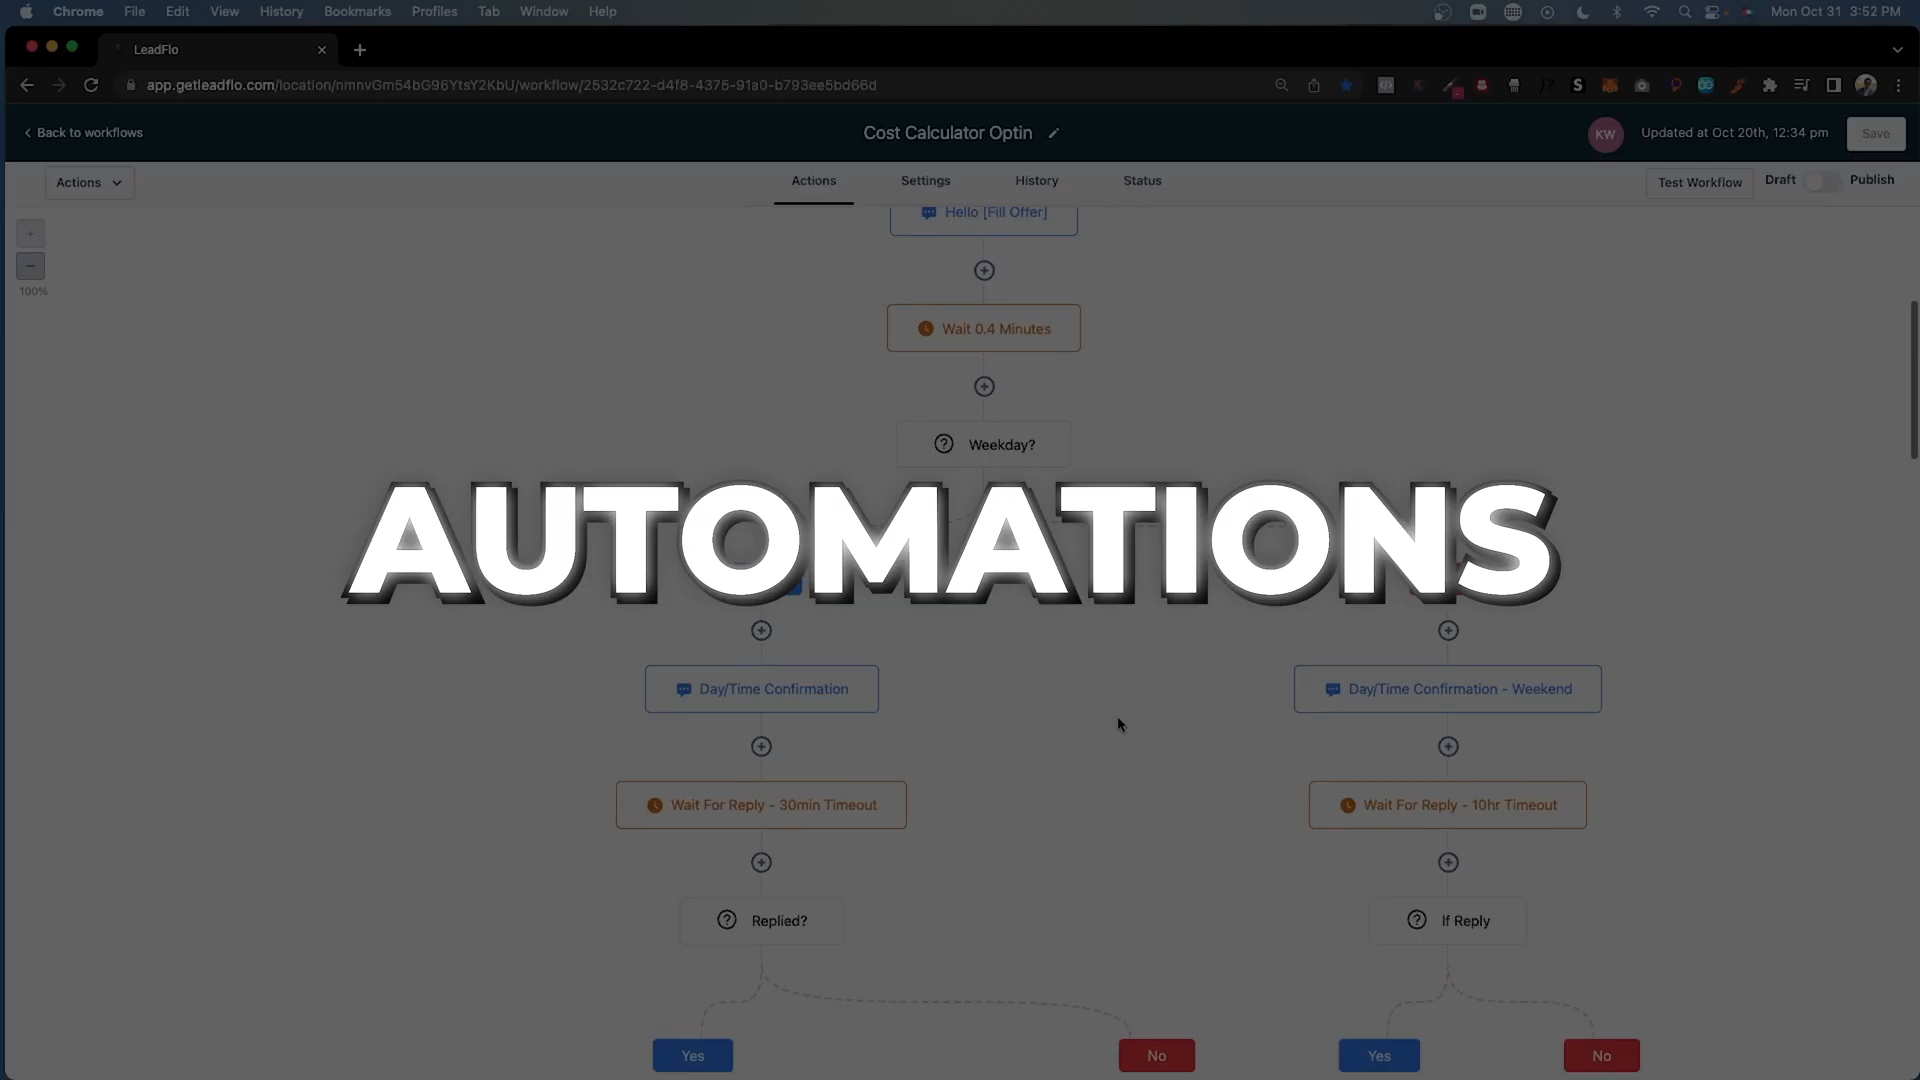 Chrome File Edit View History Bookmarks Profiles Tab Window Help Mon Oct 31 3:52 PM
LeadFlo
app.getleadflo.com/location/nmnvGm54bG96YtsY2KbU/workflow/2532c722-d4f8-4375-91a0-b793ee5bd66d
Back to workflows Cost Calculator Optin KW Updated at Oct 20th, 12:34 pm Save
Actions Actions Settings History Status Test Workflow Draft Publish
Hello [Fill Offer]
100%
Wait 0.4 Minutes
Weekday?
AUTOMATIONS
Day/Time Confirmation Day/Time Confirmation - Weekend
Wait For Reply - 30min Timeout Wait For Reply - 10hr Timeout
Replied? If Reply
Yes No Yes No